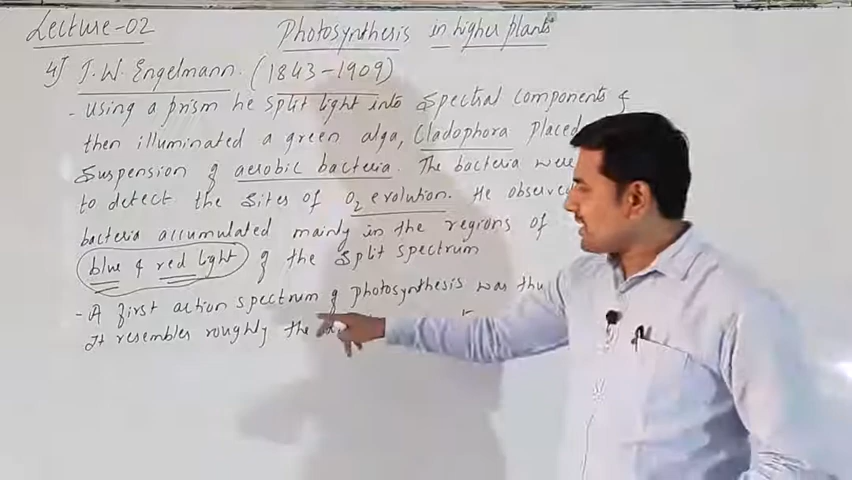 Lecture-02
Photosynthesis in higher plants
4] T.W. Engelmann. (1843-1909)
- Using a prism he split light into Spectral components &
then illuminated a green alga, Cladophora placed
Suspension of aerobic bacteria. The bacteria were
to detect the sites of O2 evolution. He observed
bacteria accumulated mainly in the regions of
blue & red light of the split spectrum
- A first action spectrum of photosynthesis was thu
It resembles roughly the